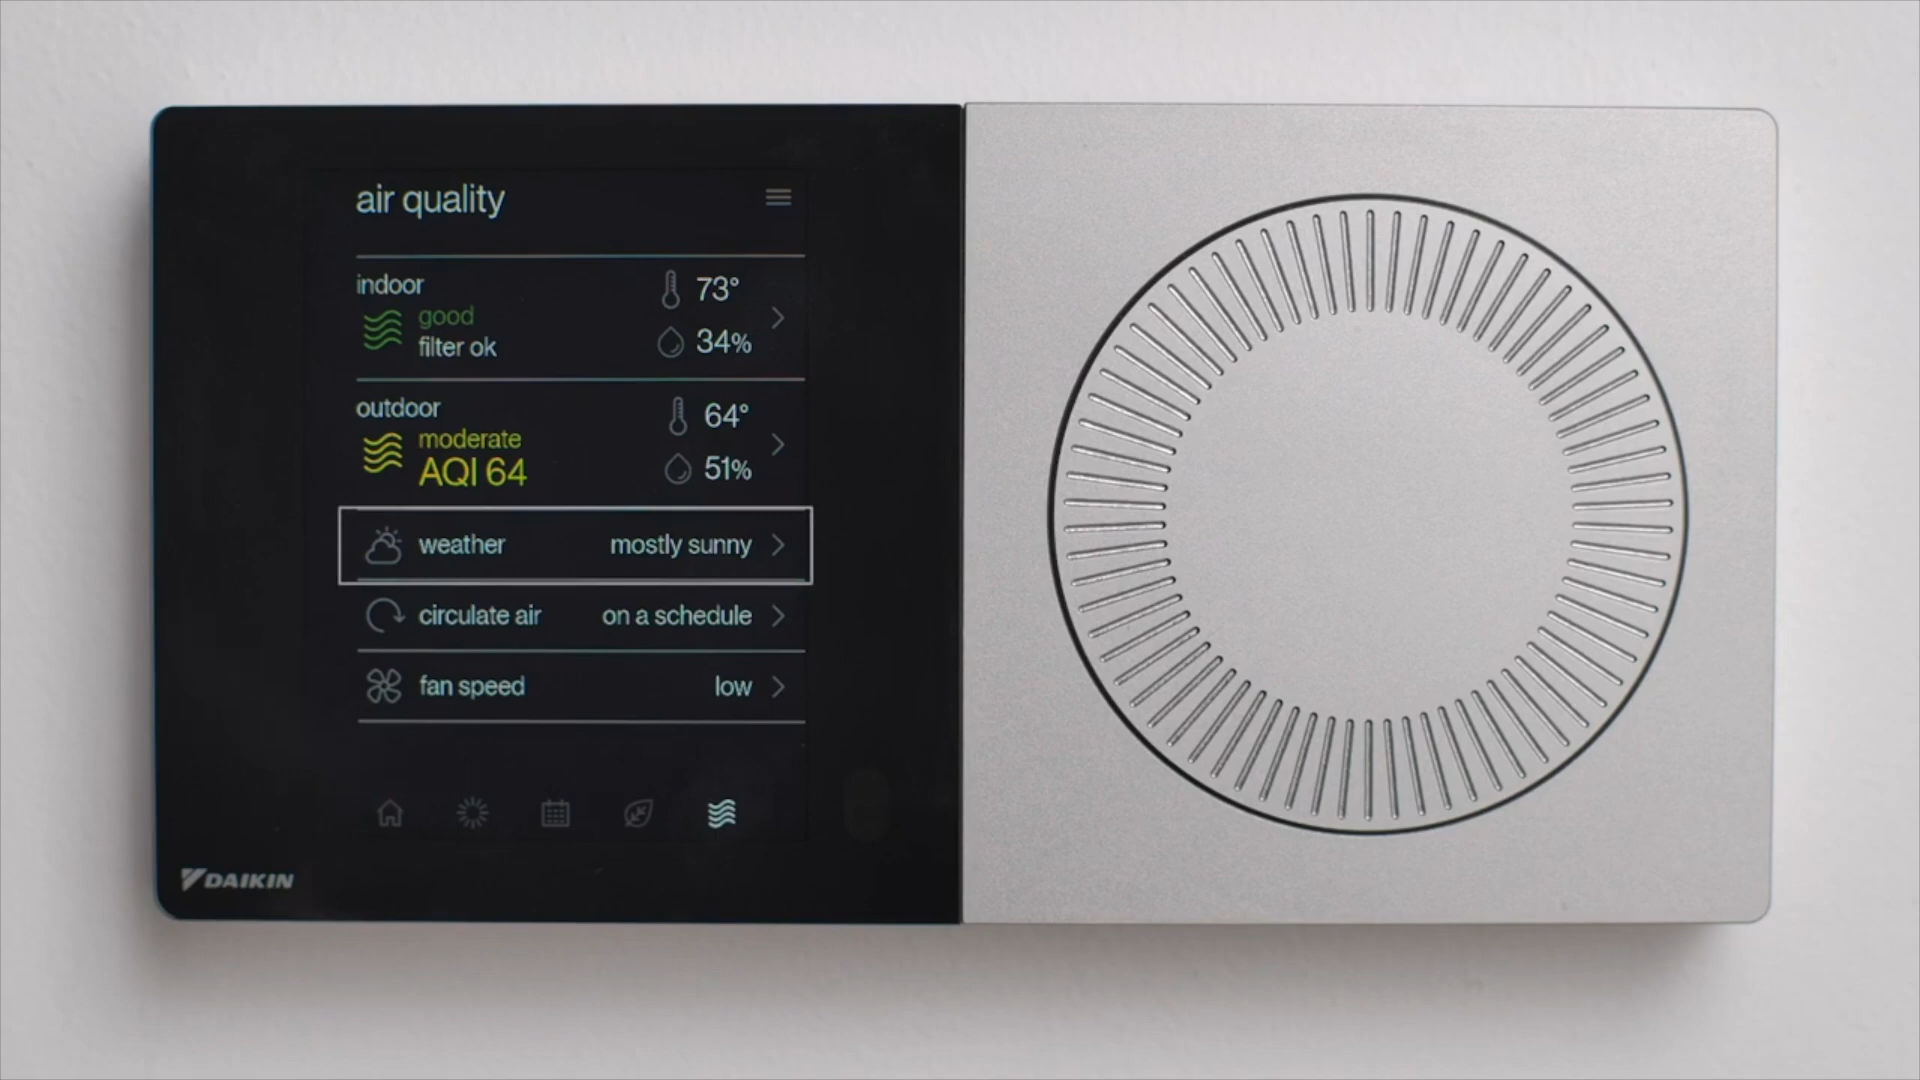 air quality
indoor
good
filter ok
73°
34%
outdoor
moderate
AQI 64
64°
51%
weather mostly sunny
circulate air on a schedule
fan speed low
DAIKIN